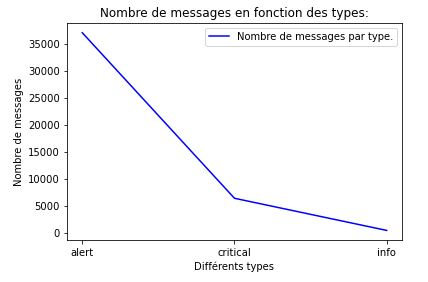 Nombre de messages en fonction des types:
Nombre de messages par type.
Nombre de messages
35000
30000
25000
20000
15000
10000
5000
0
alert
critical
info
Différents types